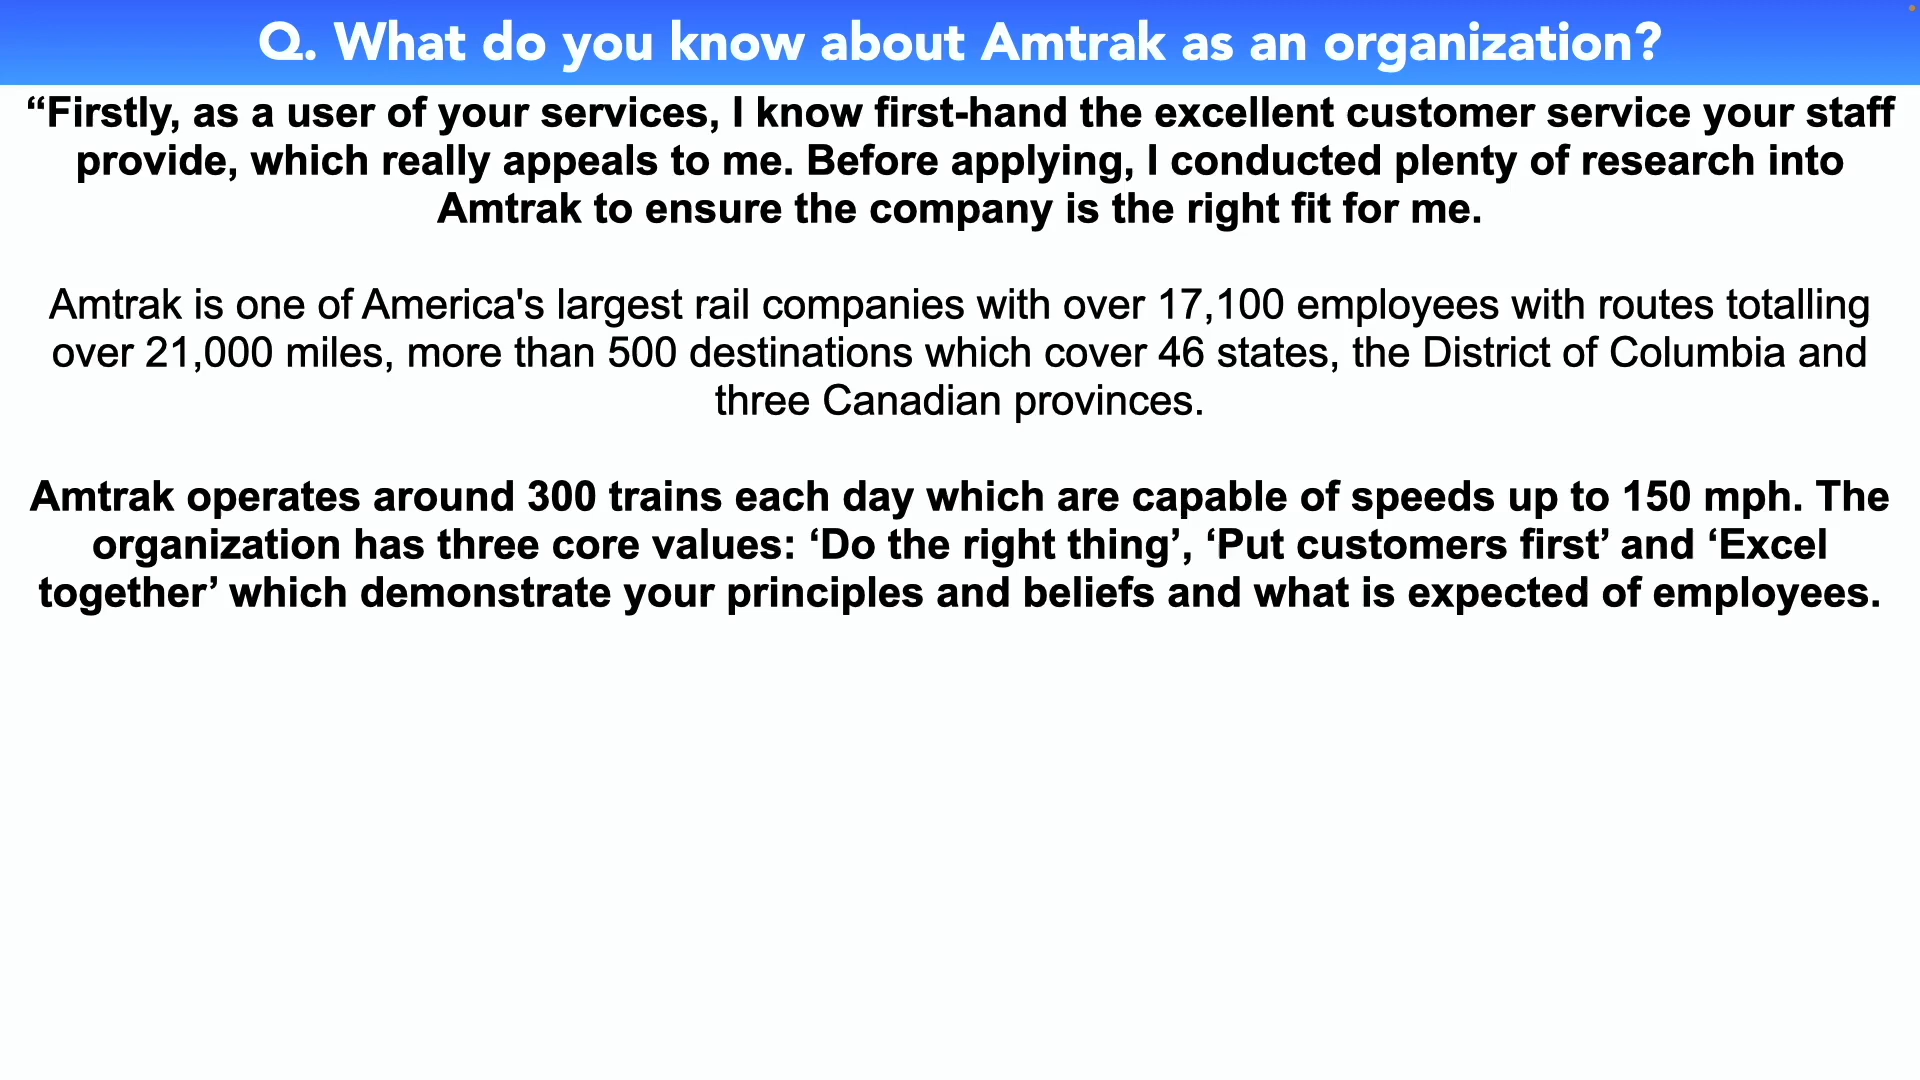 Q. What do you know about Amtrak as an organization?
“Firstly, as a user of your services, I know first-hand the excellent customer service your staff
provide, which really appeals to me. Before applying, I conducted plenty of research into
Amtrak to ensure the company is the right fit for me.
Amtrak is one of America's largest rail companies with over 17,100 employees with routes totalling
over 21,000 miles, more than 500 destinations which cover 46 states, the District of Columbia and
three Canadian provinces.
Amtrak operates around 300 trains each day which are capable of speeds up to 150 mph. The
organization has three core values: ‘Do the right thing’, ‘Put customers first’ and ‘Excel
together’ which demonstrate your principles and beliefs and what is expected of employees.